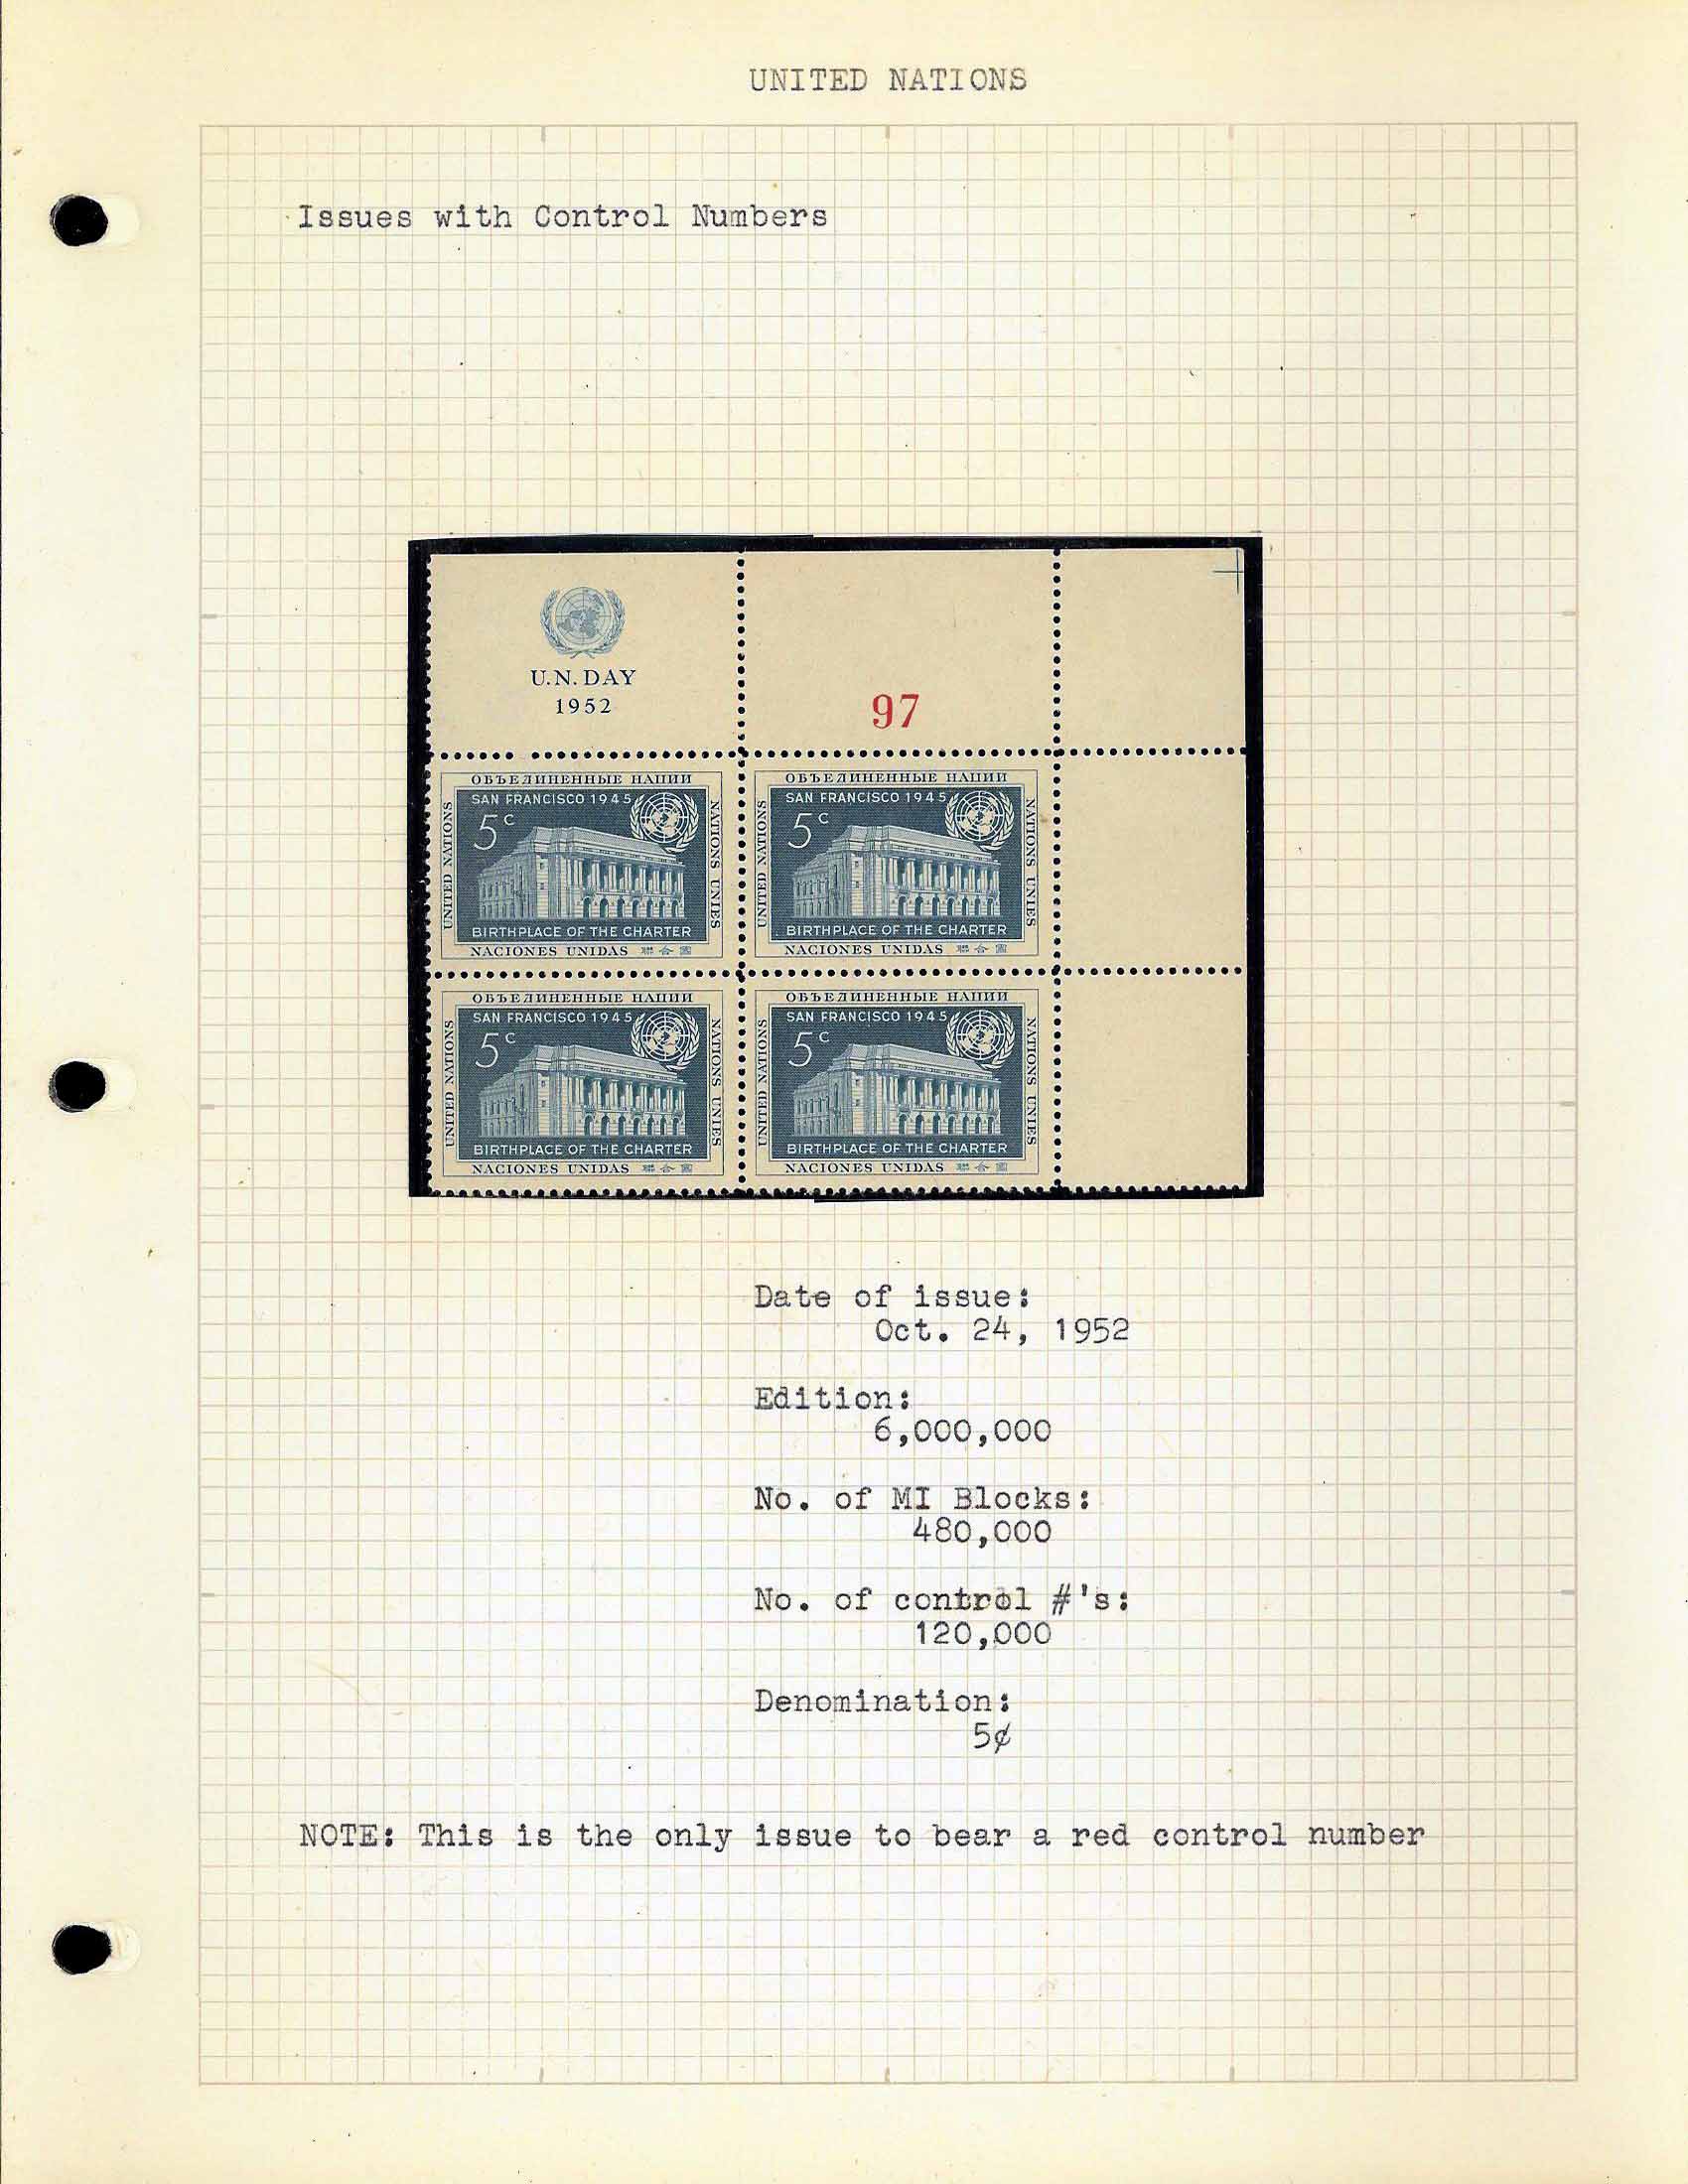 UNITED NATIONS
Issues with Control Numbers
U.N. DAY
1952
97
ОБЪЕДИНЕННЫЕ НАЦИИ
SAN FRANCISCO 1945
5c
UNITED NATIONS
NATIONS UNIES
BIRTHPLACE OF THE CHARTER
NACIONES UNIDAS 聯合國
ОБЪЕДИНЕННЫЕ НАЦИИ
SAN FRANCISCO 1945
5c
UNITED NATIONS
NATIONS UNIES
BIRTHPLACE OF THE CHARTER
NACIONES UNIDAS 聯合國
ОБЪЕДИНЕННЫЕ НАЦИИ
SAN FRANCISCO 1945
5c
UNITED NATIONS
NATIONS UNIES
BIRTHPLACE OF THE CHARTER
NACIONES UNIDAS 聯合國
ОБЪЕДИНЕННЫЕ НАЦИИ
SAN FRANCISCO 1945
5c
UNITED NATIONS
NATIONS UNIES
BIRTHPLACE OF THE CHARTER
NACIONES UNIDAS 聯合國
Date of issue:
Oct. 24, 1952
Edition:
6,000,000
No. of MI Blocks:
480,000
No. of control #'s:
120,000
Denomination:
5¢
NOTE: This is the only issue to bear a red control number